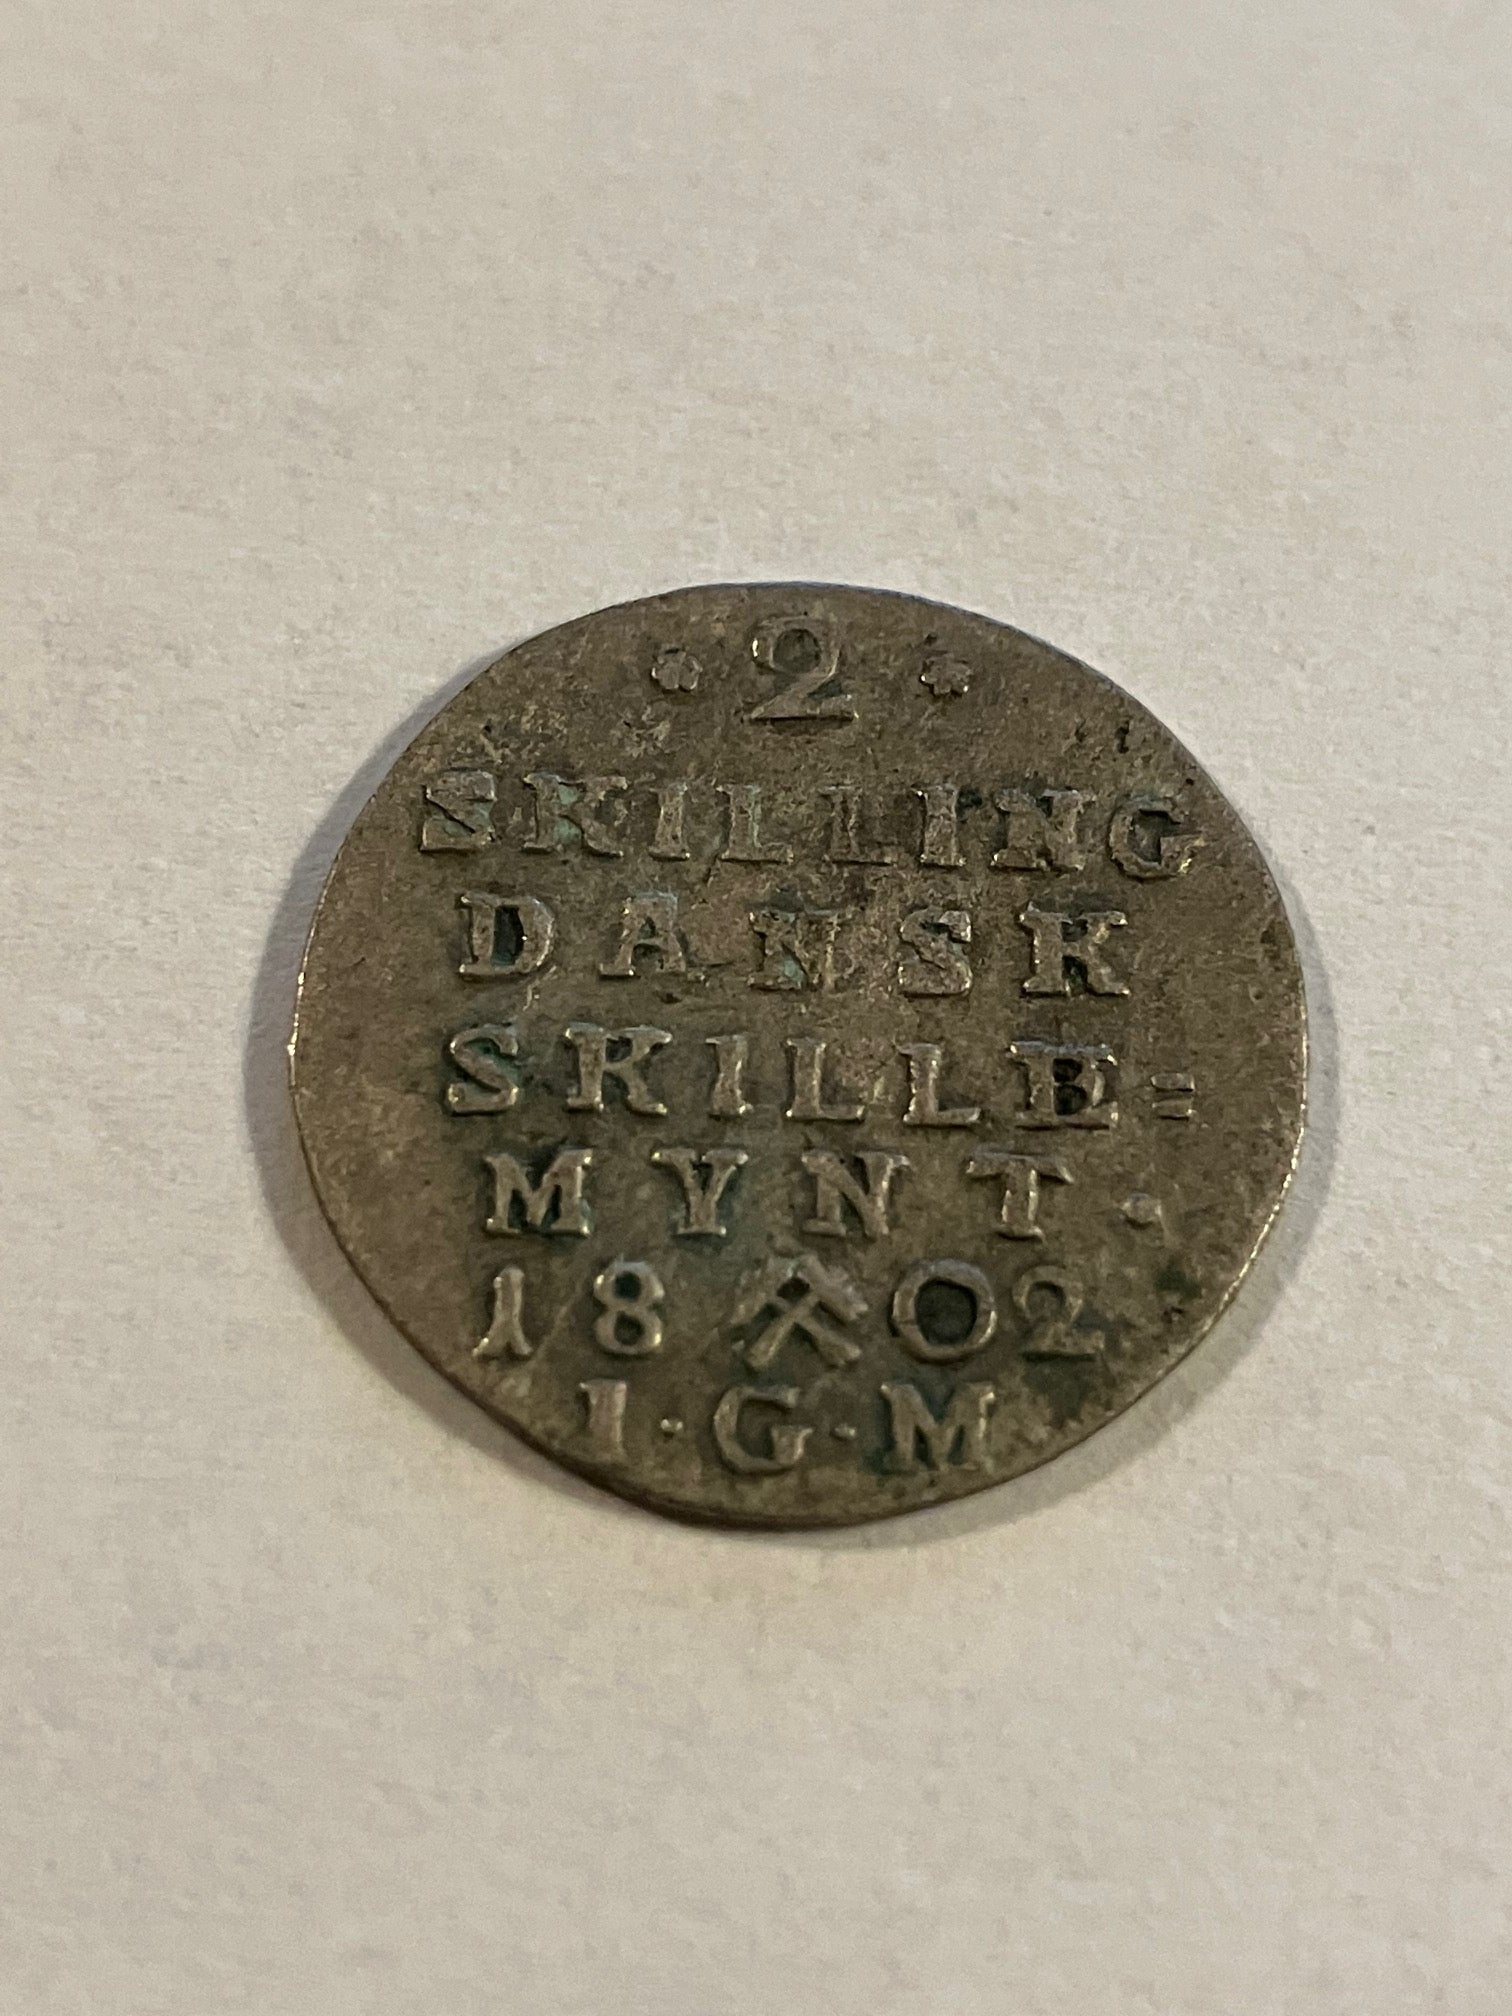 2
SKILLING
DANSK
SKILLE=
MYNT.
1802
I·G·M